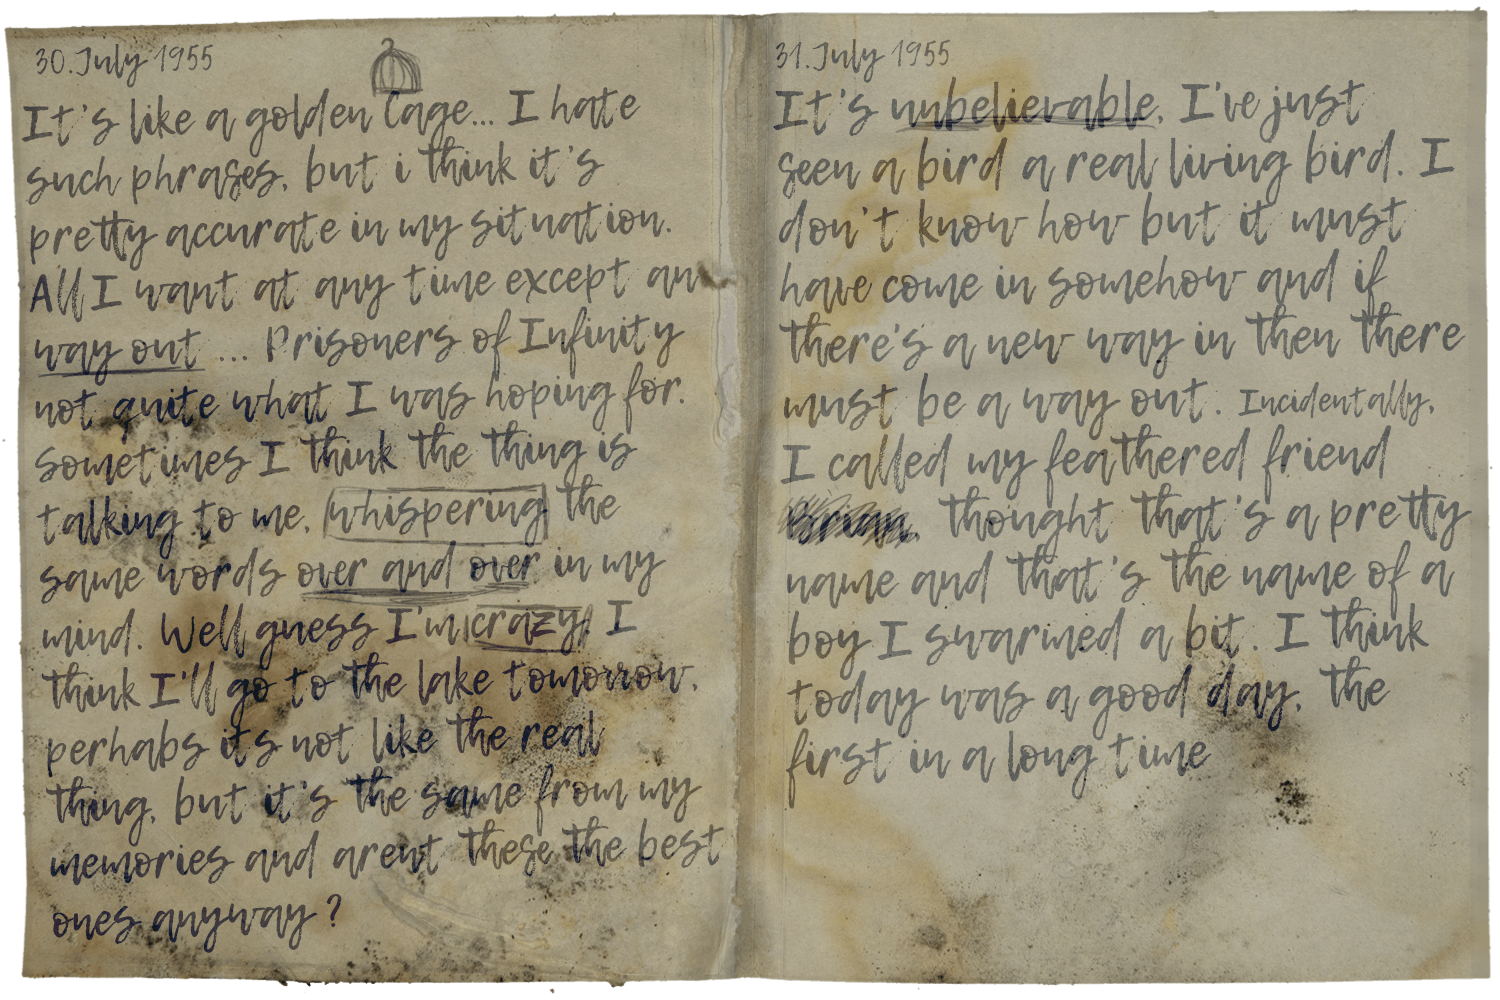 30.July 1955
It's like a golden Cage... I hate
such phrases, but i think it's
pretty accurate in my situation.
All I want at any time except an
way out ... Prisoners of Infinity
not quite what I was hoping for.
sometimes I think the thing is
talking to me, whispering the
same words over and over in my
mind. Well guess I'm crazy, I
think I'll go to the lake tomorrow,
perhabs it's not like the real
thing, but it's the same from my
memories and arent these the best
ones anyway?
31.July 1955
It's unbelievable, I've just
seen a bird a real living bird. I
don't know how but it must
have come in somehow and if
there's a new way in then there
must be a way out. Incidentally,
I called my feathered friend
Brian, thought that's a pretty
name and that's the name of a
boy I swarmed a bit. I think
today was a good day, the
first in a long time